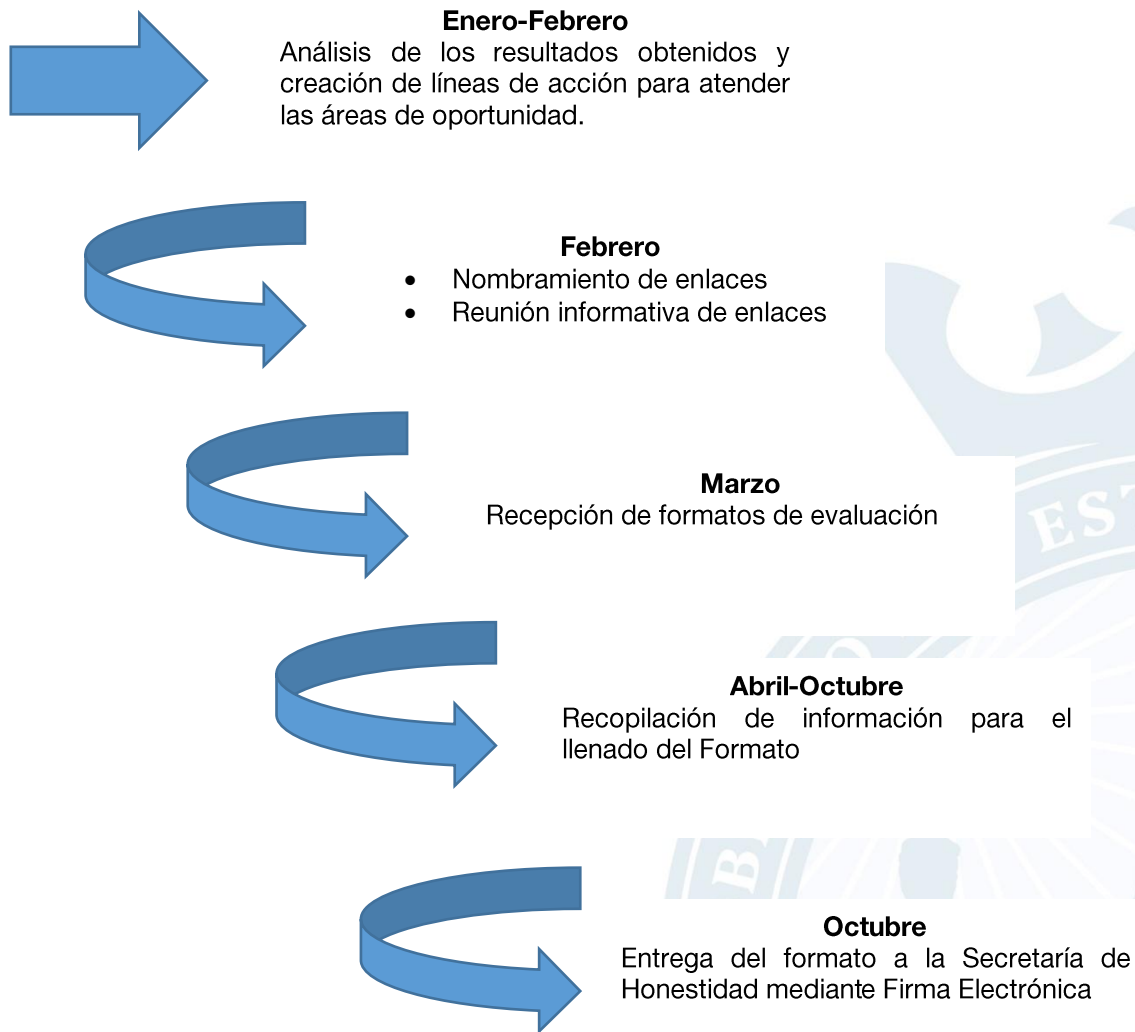 Enero-Febrero
Análisis de los resultados obtenidos y
creación de líneas de acción para atender
las áreas de oportunidad.
Febrero
• Nombramiento de enlaces
• Reunión informativa de enlaces
Marzo
Recepción de formatos de evaluación
EST
Abril-Octubre
Recopilación de información para el
llenado del Formato
B
Octubre
Entrega del formato a la Secretaría de
Honestidad mediante Firma Electrónica